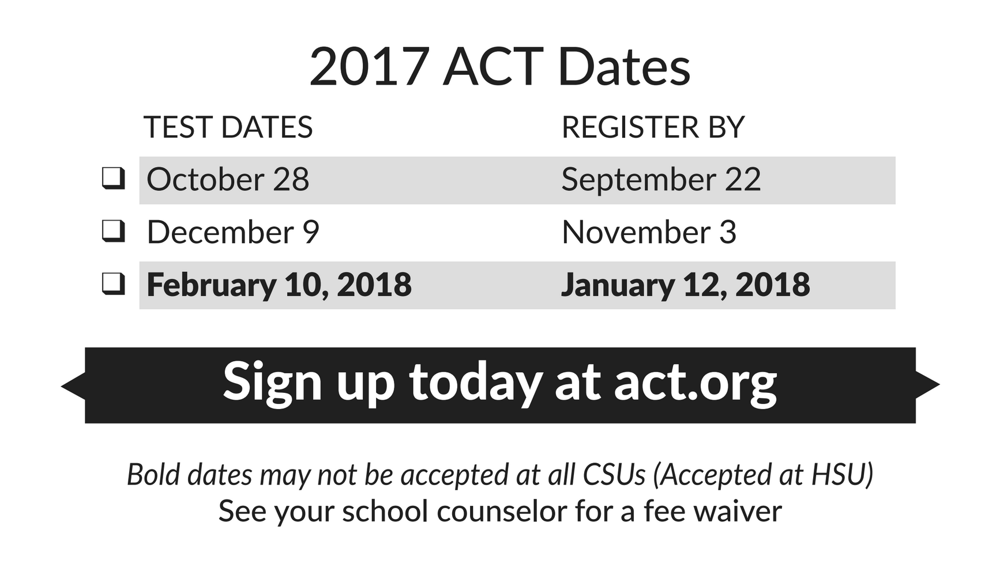 2017 ACT Dates
TEST DATES REGISTER BY
October 28 September 22
December 9 November 3
February 10, 2018 January 12, 2018
Sign up today at act.org
Bold dates may not be accepted at all CSUs (Accepted at HSU)
See your school counselor for a fee waiver